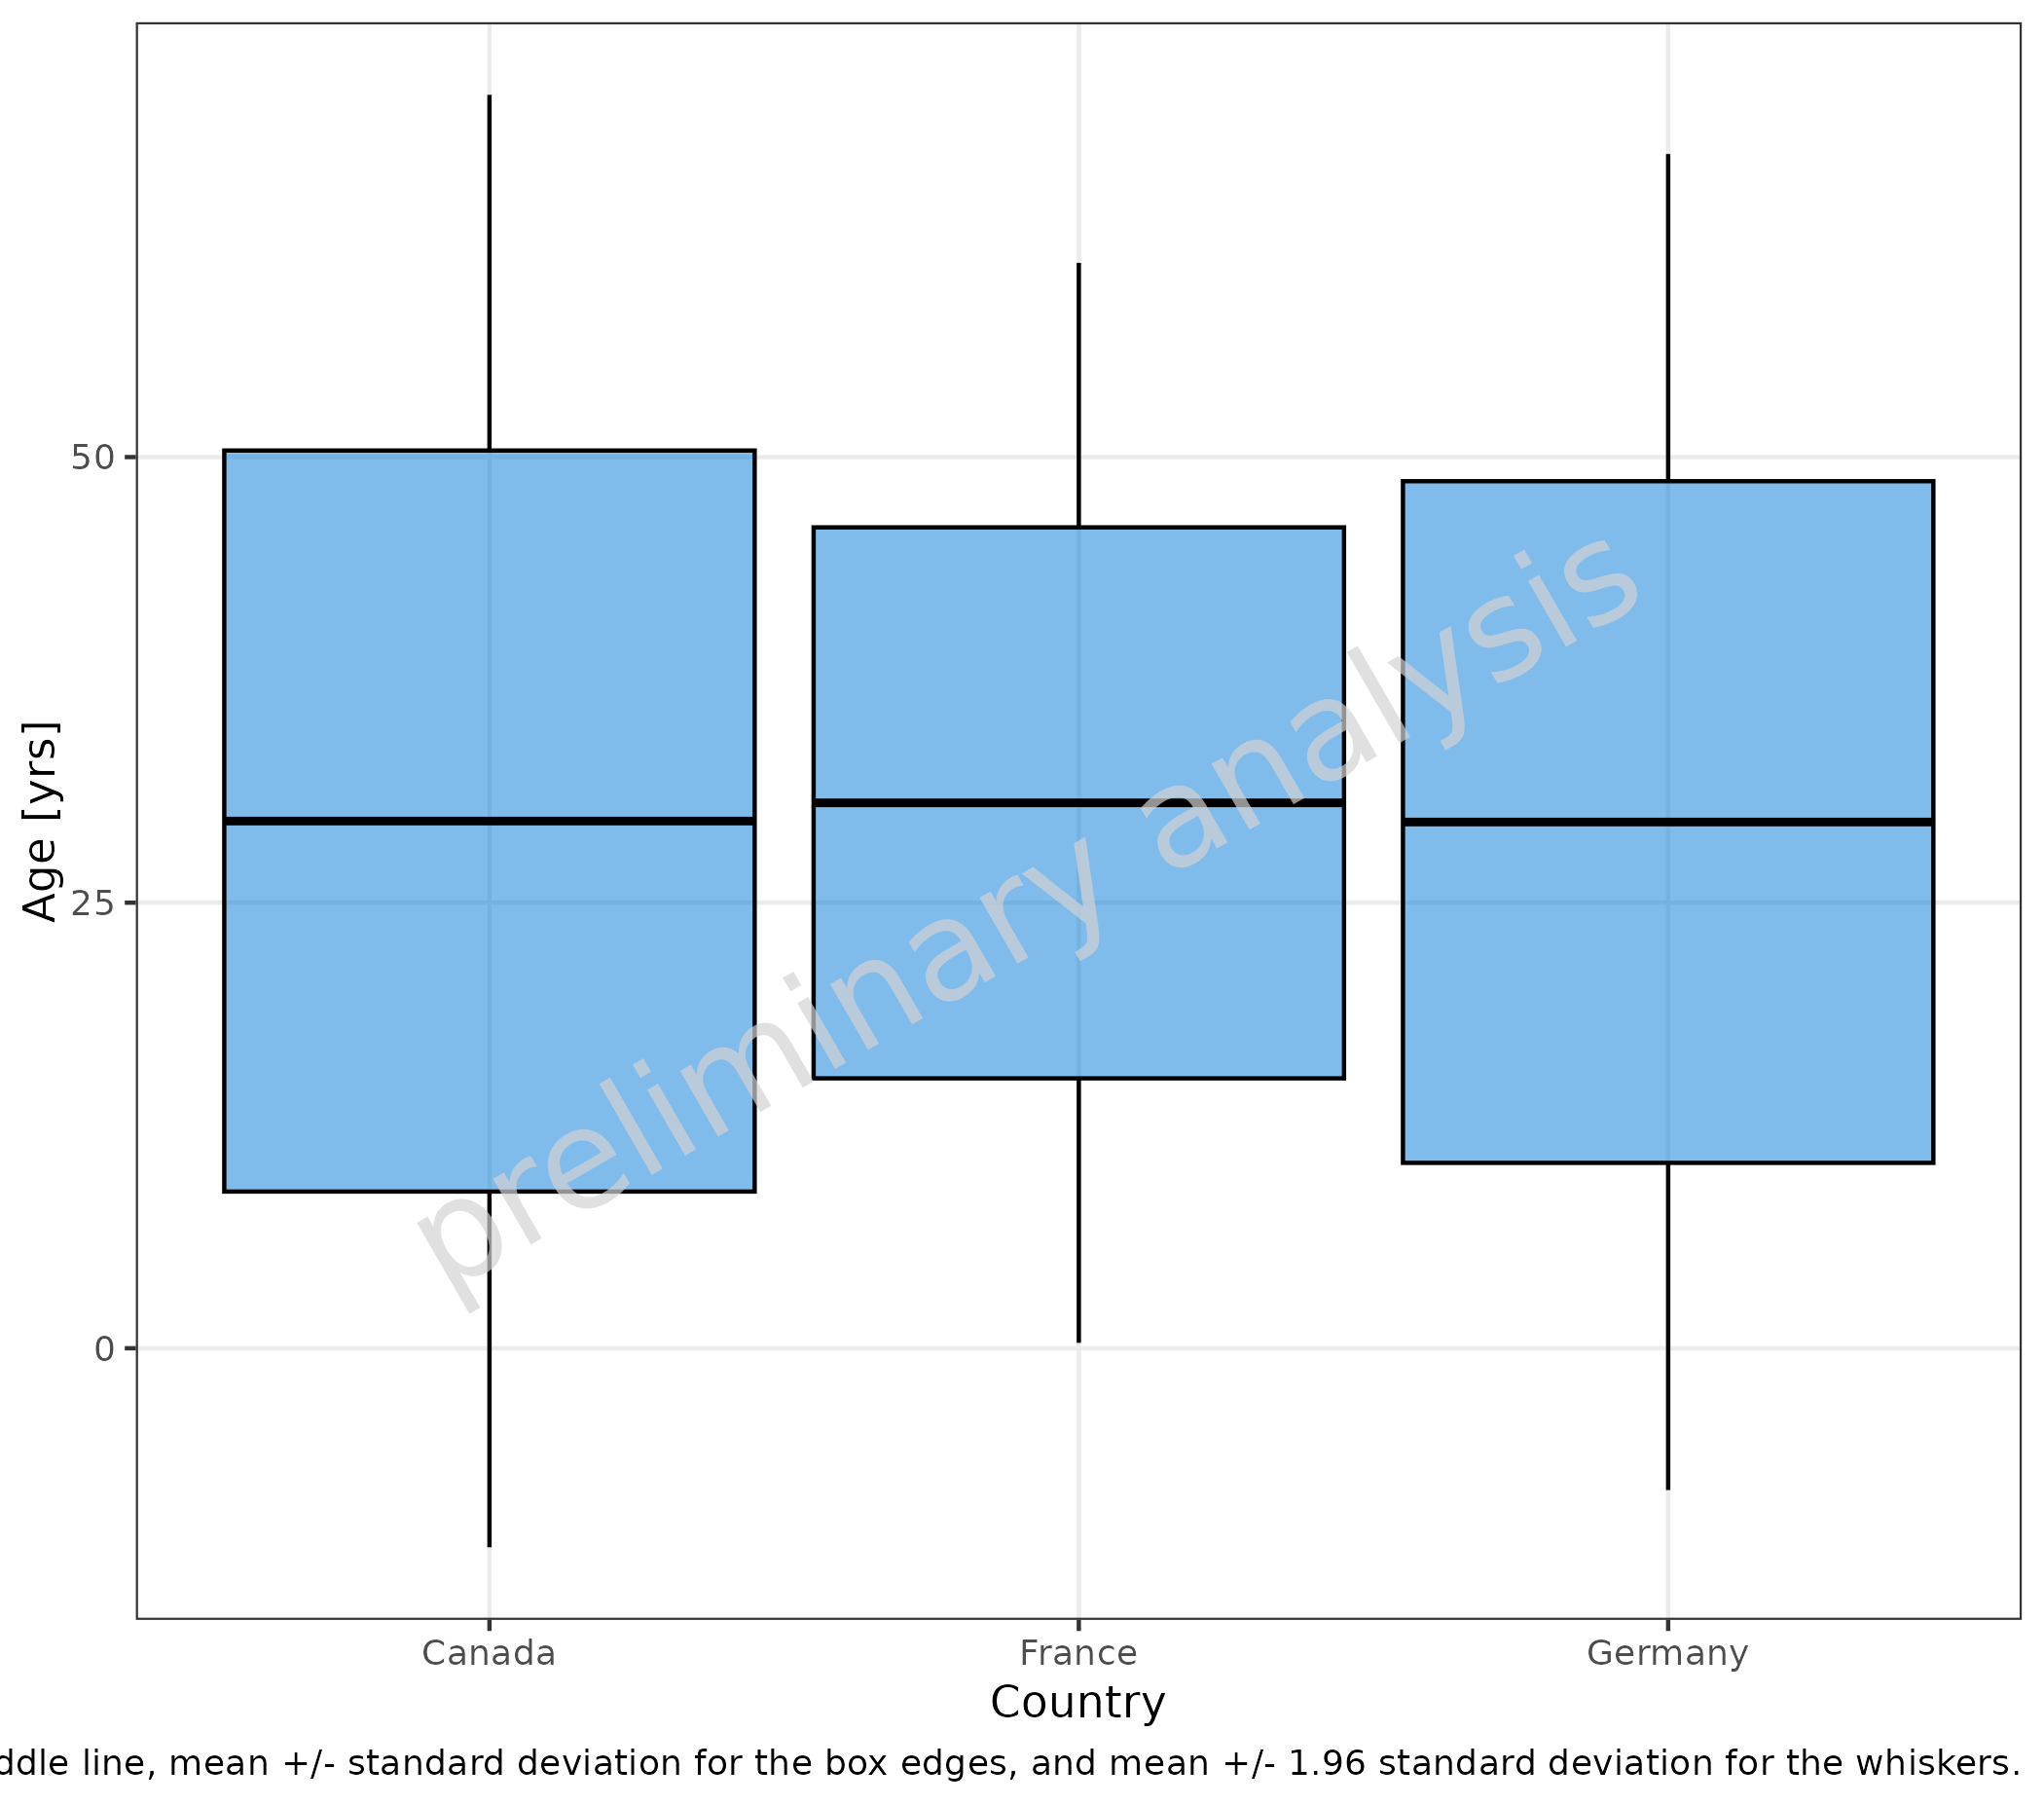 50
25
0
Age [yrs]
preliminary analysis
Canada France Germany
Country
line, mean +/- standard deviation for the box edges, and mean +/- 1.96 standard deviation for the whiskers.